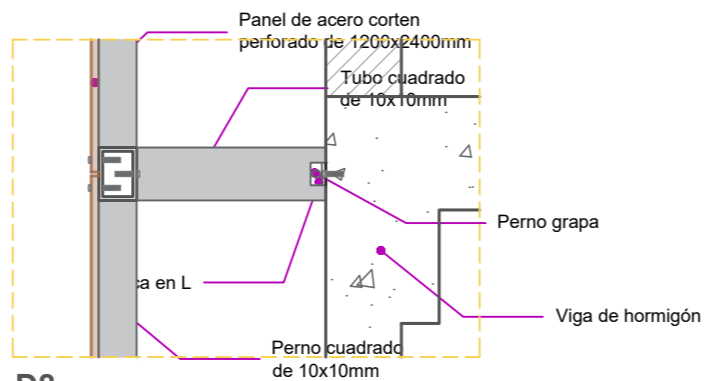 Panel de acero corten
perforado de 1200x2400mm
Tubo cuadrado
de 10x10mm
Perno grapa
ca en L
Viga de hormigón
Perno cuadrado
de 10x10mm
D8